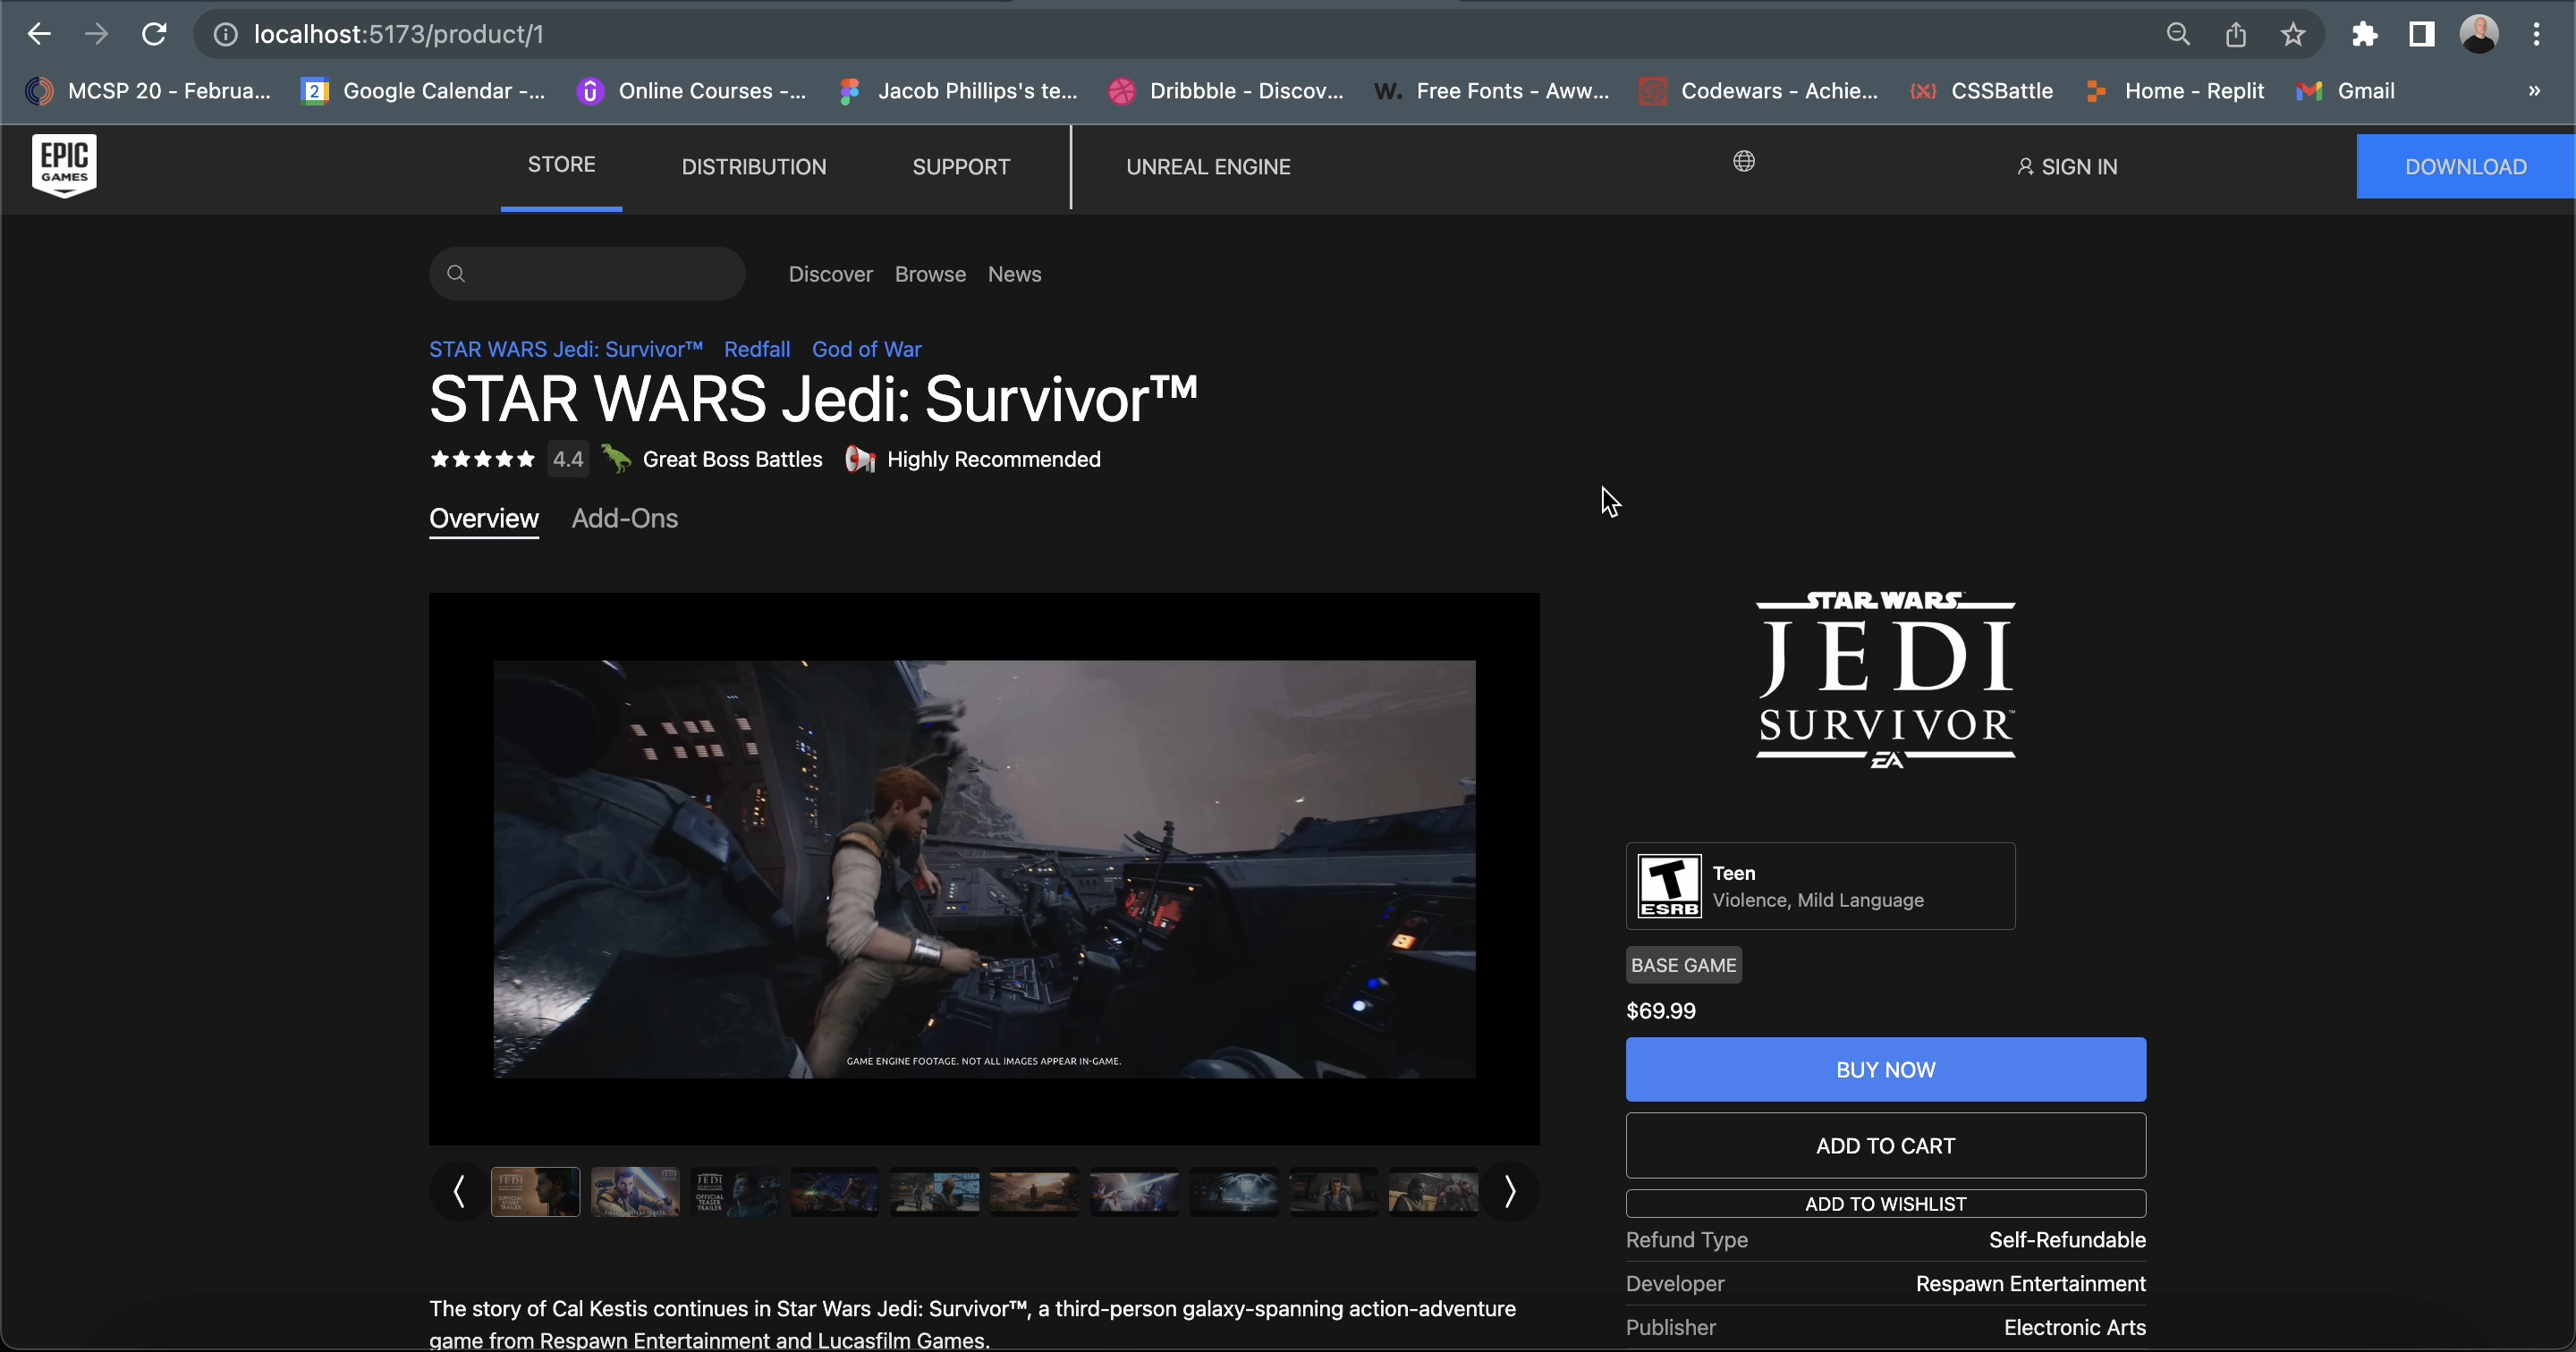 localhost:5173/product/1
MCSP 20 - Februa... Google Calendar -... Online Courses -... Jacob Phillips's te... Dribbble - Discov... W. Free Fonts - Aww... Codewars - Achie... CSSBattle Home - Replit Gmail »
EPIC
GAMES
STORE DISTRIBUTION SUPPORT UNREAL ENGINE SIGN IN DOWNLOAD
Discover Browse News
STAR WARS Jedi: Survivor™ Redfall God of War
STAR WARS Jedi: Survivor™
4.4 Great Boss Battles Highly Recommended
Overview Add-Ons
GAME ENGINE FOOTAGE. NOT ALL IMAGES APPEAR IN-GAME.
The story of Cal Kestis continues in Star Wars Jedi: Survivor™, a third-person galaxy-spanning action-adventure
game from Respawn Entertainment and Lucasfilm Games.
STAR WARS
JEDI
SURVIVOR™
EA
T
ESRB
Teen
Violence, Mild Language
BASE GAME
$69.99
BUY NOW
ADD TO CART
ADD TO WISHLIST
Refund Type Self-Refundable
Developer Respawn Entertainment
Publisher Electronic Arts